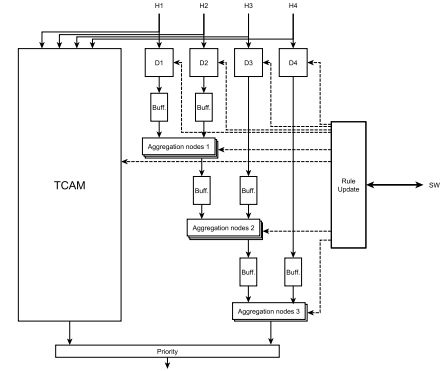 H1 H2 H3 H4
D1 D2 D3 D4
Buff. Buff.
Aggregation nodes 1
TCAM
Buff. Buff.
Rule
Update
SW
Aggregation nodes 2
Buff. Buff.
Aggregation nodes 3
Priority